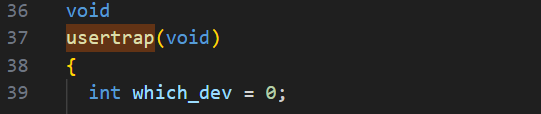 36 void
37 usertrap(void)
38 {
39   int which_dev = 0;